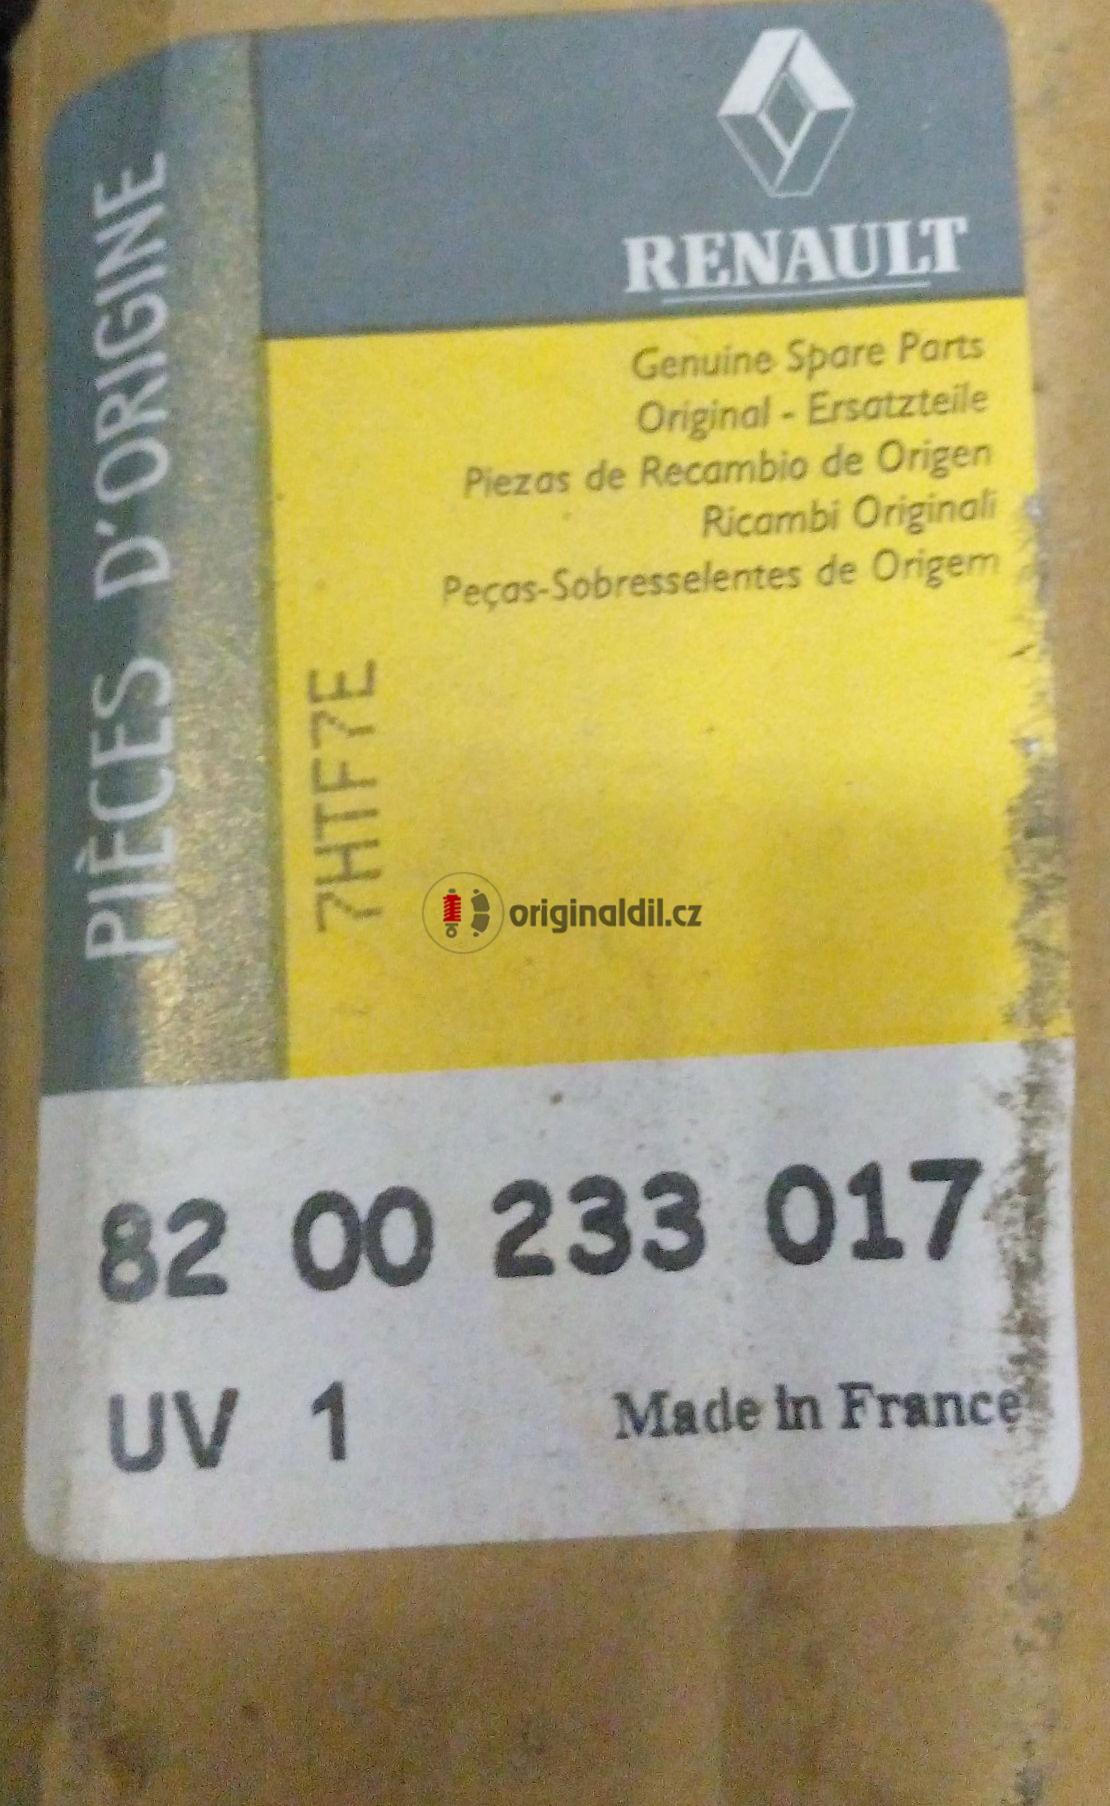 PIÈCES D'ORIGINE
RENAULT
Genuine Spare Parts
Original - Ersatzteile
Piezas de Recambio de Origen
Ricambi Originali
Peças-Sobresselentes de Origem
7HTF7E
originaldil.cz
82 00 233 017
UV 1
Made in France